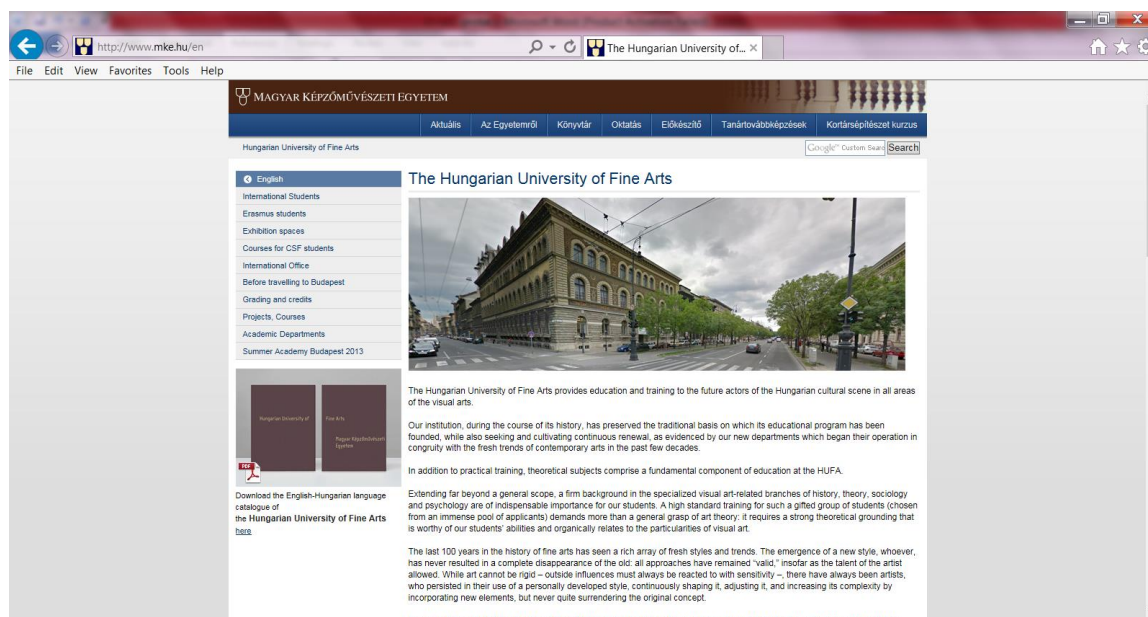 http://www.mke.hu/en
The Hungarian University of...
File Edit View Favorites Tools Help
MAGYAR KÉPZŐMŰVÉSZETI EGYETEM
Aktuális Az Egyetemről Könyvtár Oktatás Előkészítő Tanártovábbképzések Kortársépítészet kurzus
Hungarian University of Fine Arts
Google™ Custom Sear Search
English
International Students
Erasmus students
Exhibition spaces
Courses for CSF students
International Office
Before travelling to Budapest
Grading and credits
Projects, Courses
Academic Departments
Summer Academy Budapest 2013
Hungarian University of Fine Arts
Magyar Képzőművészeti
Egyetem
PDF
Download the English-Hungarian language
catalogue of
the Hungarian University of Fine Arts
here
The Hungarian University of Fine Arts
The Hungarian University of Fine Arts provides education and training to the future actors of the Hungarian cultural scene in all areas
of the visual arts.
Our institution, during the course of its history, has preserved the traditional basis on which its educational program has been
founded, while also seeking and cultivating continuous renewal, as evidenced by our new departments which began their operation in
congruity with the fresh trends of contemporary arts in the past few decades.
In addition to practical training, theoretical subjects comprise a fundamental component of education at the HUFA.
Extending far beyond a general scope, a firm background in the specialized visual art-related branches of history, theory, sociology
and psychology are of indispensable importance for our students. A high standard training for such a gifted group of students (chosen
from an immense pool of applicants) demands more than a general grasp of art theory: it requires a strong theoretical grounding that
is worthy of our students' abilities and organically relates to the particularities of visual art.
The last 100 years in the history of fine arts has seen a rich array of fresh styles and trends. The emergence of a new style, whoever,
has never resulted in a complete disappearance of the old: all approaches have remained “valid,” insofar as the talent of the artist
allowed. While art cannot be rigid – outside influences must always be reacted to with sensitivity –, there have always been artists,
who persisted in their use of a personally developed style, continuously shaping it, adjusting it, and increasing its complexity by
incorporating new elements, but never quite surrendering the original concept.